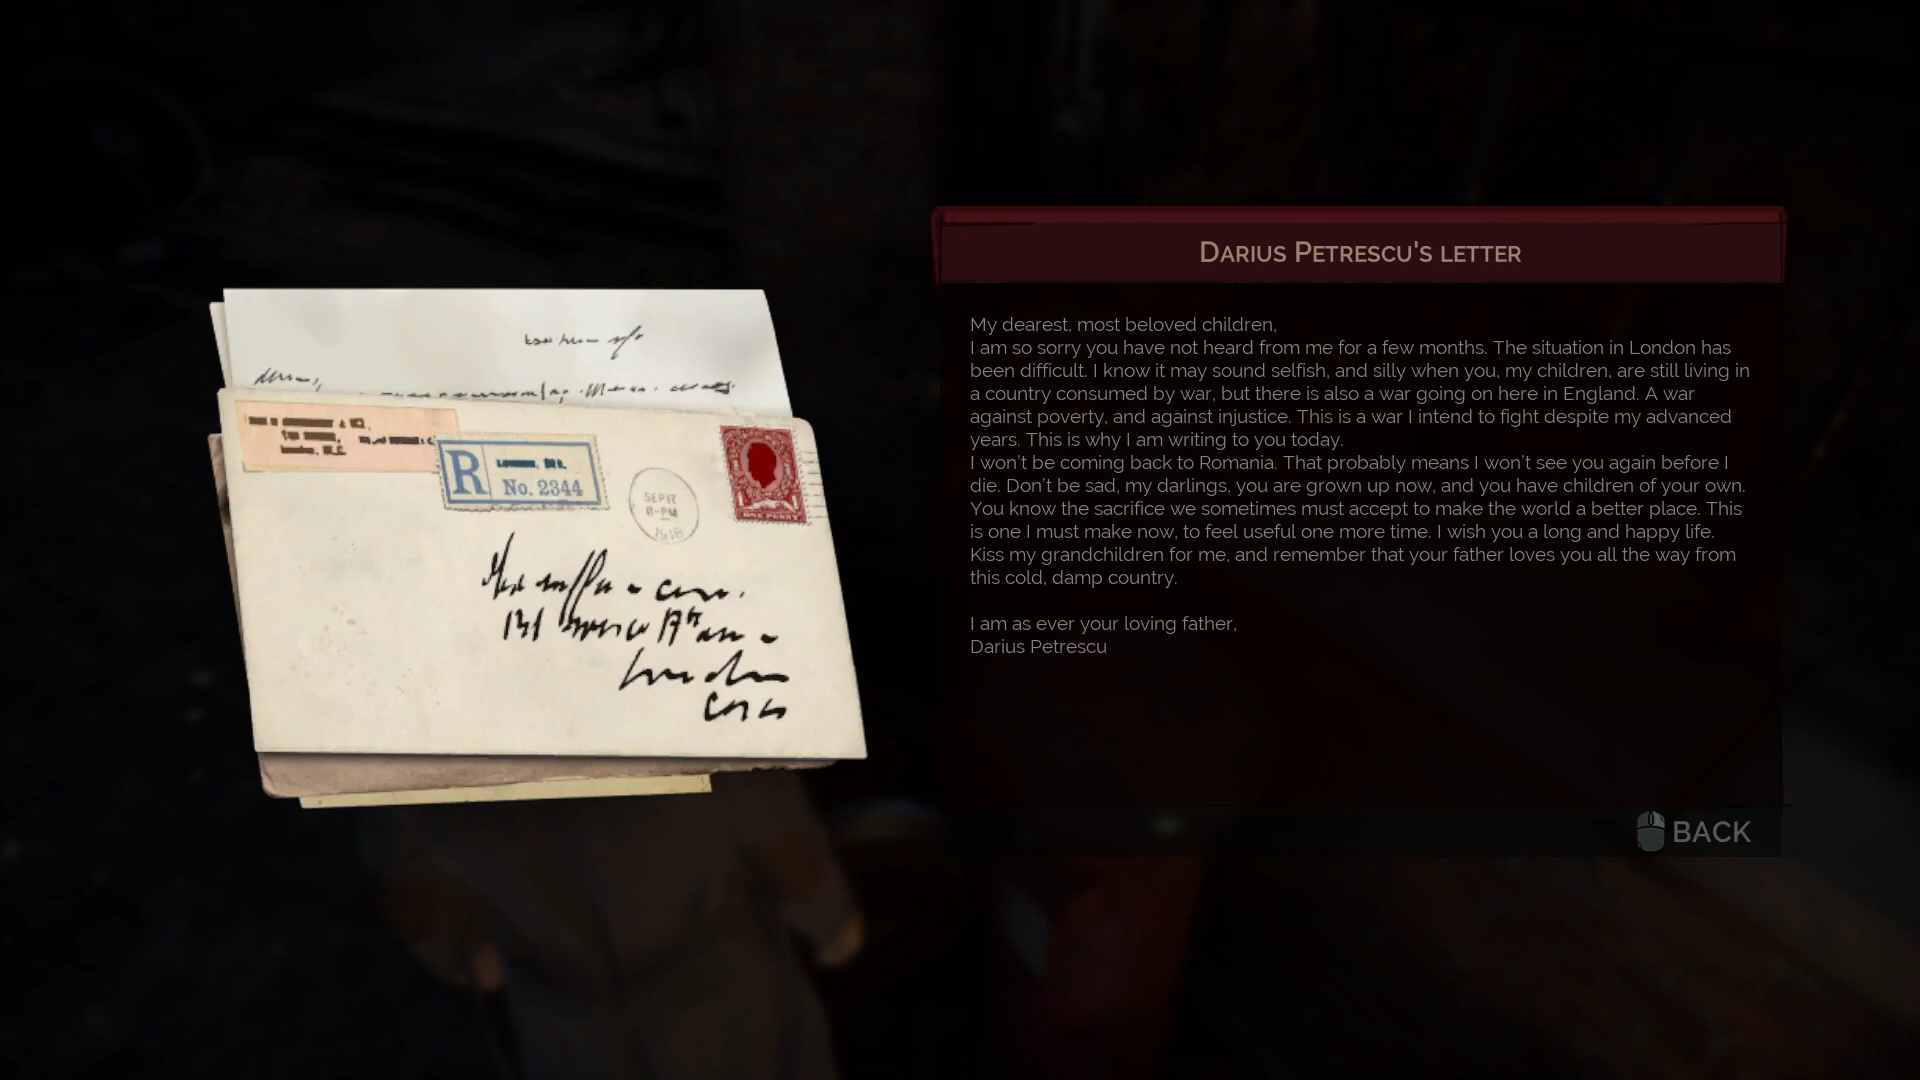 DARIUS PETRESCU'S LETTER
My dearest, most beloved children,
I am so sorry you have not heard from me for a few months. The situation in London has
been difficult. I know it may sound selfish, and silly when you, my children, are still living in
a country consumed by war, but there is also a war going on here in England. A war
against poverty, and against injustice. This is a war I intend to fight despite my advanced
years. This is why I am writing to you today.
I won't be coming back to Romania. That probably means I won't see you again before I
die. Don't be sad, my darlings, you are grown up now, and you have children of your own.
You know the sacrifice we sometimes must accept to make the world a better place. This
is one I must make now, to feel useful one more time. I wish you a long and happy life.
Kiss my grandchildren for me, and remember that your father loves you all the way from
this cold, damp country.
I am as ever your loving father,
Darius Petrescu
R
No. 2344
1918
ONE PENNY
BACK